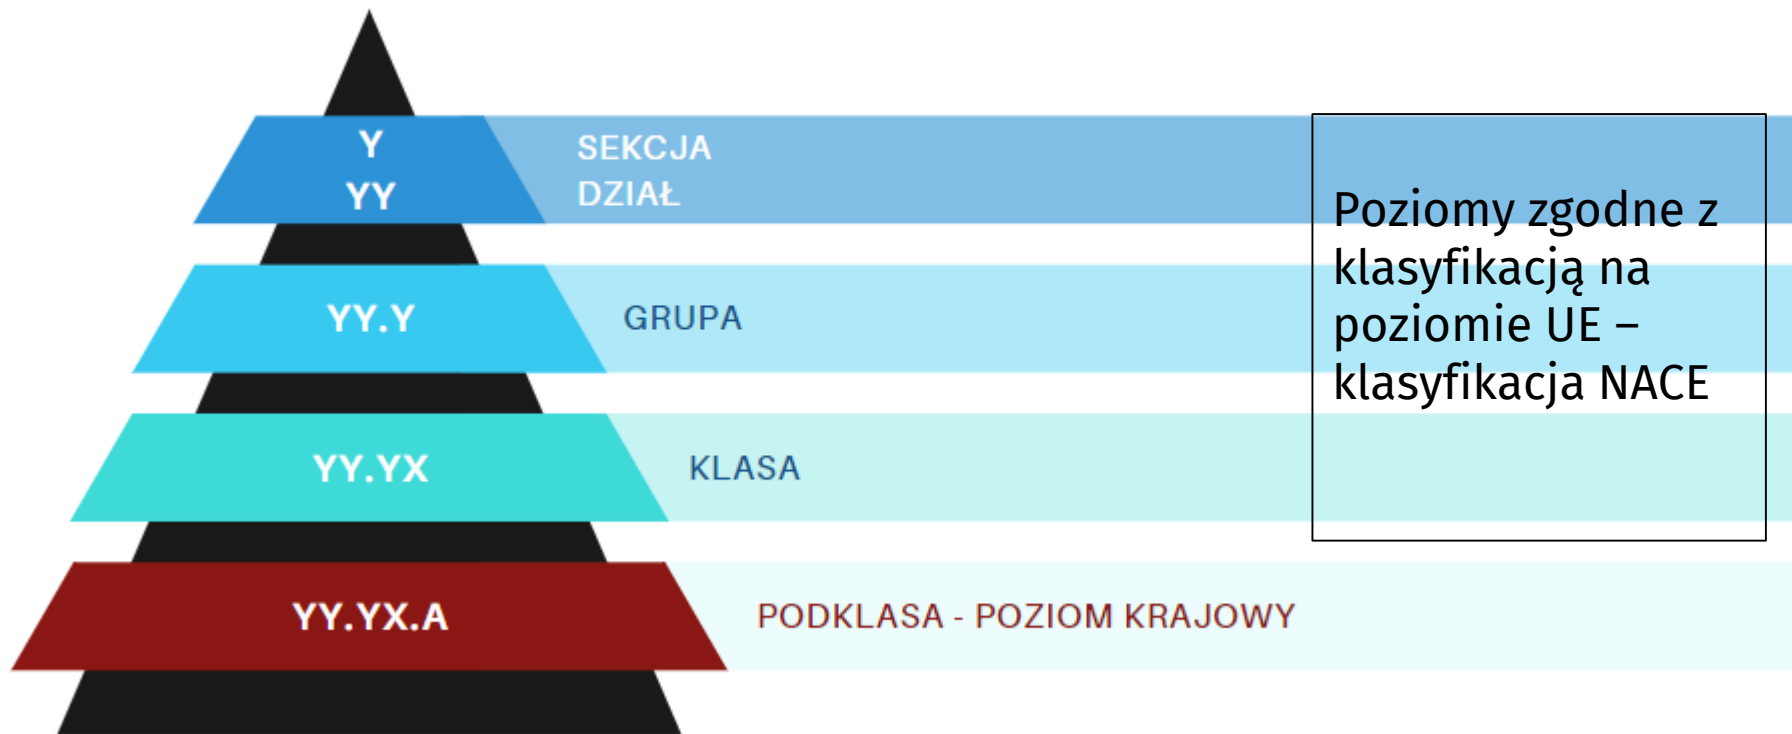 Y
YY
SEKCJA
DZIAŁ
YY.Y
GRUPA
YY.YX
KLASA
YY.YX.A
PODKLASA - POZIOM KRAJOWY
Poziomy zgodne z
klasyfikacją na
poziomie UE –
klasyfikacja NACE